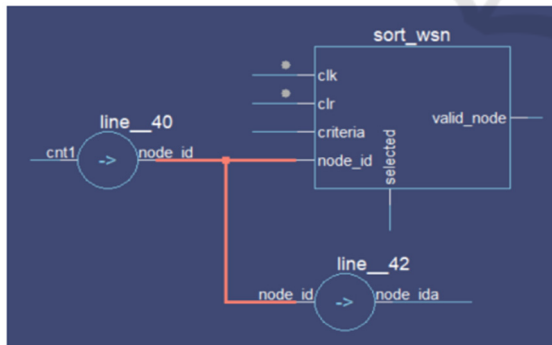 sort_wsn
clk
clr
criteria
node_id
valid_node
selected
line__40
cnt1
->
node_id
line__42
node_id
->
node_ida